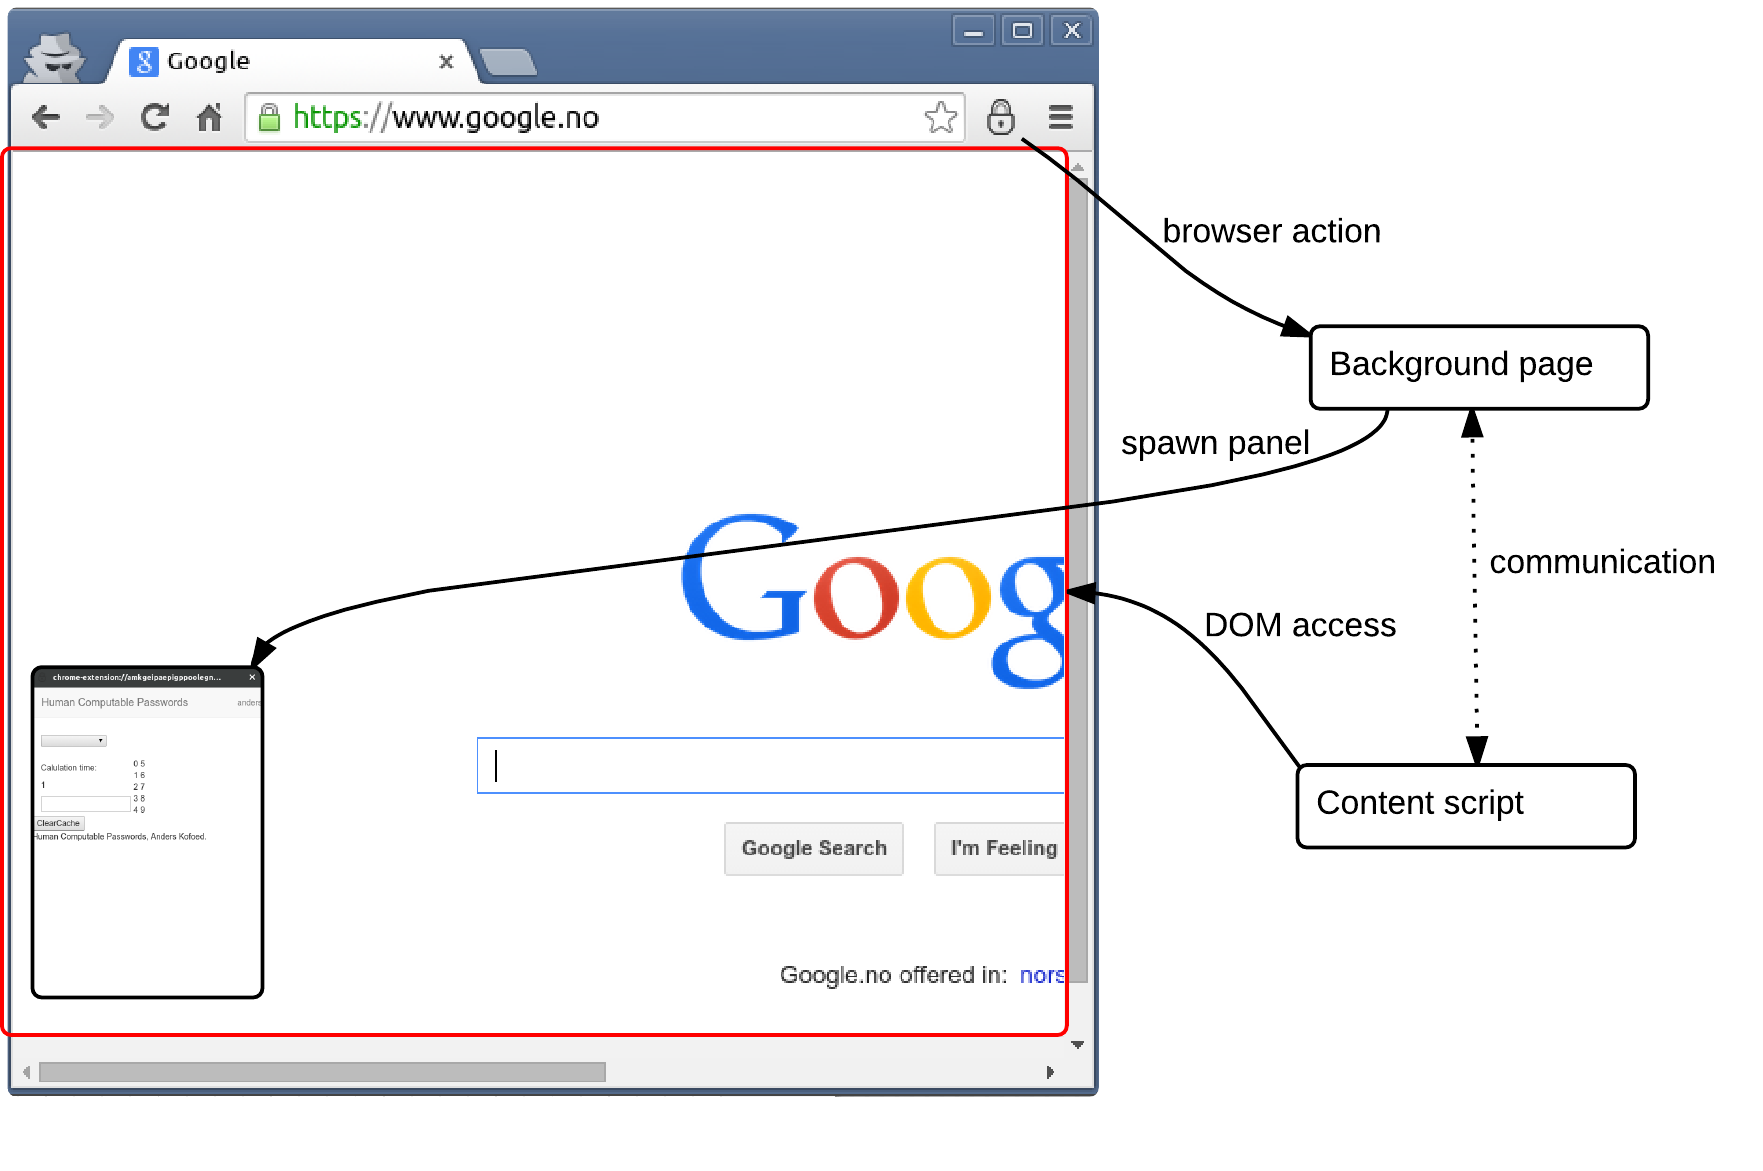 Google
https://www.google.no
browser action
Background page
spawn panel
communication
DOM access
Goog
chrome-extension://amkgeipaepigppoolegn...
Human Computable Passwords anders
Calulation time:
1
0 5
1 6
2 7
3 8
4 9
ClearCache
Human Computable Passwords, Anders Kofoed.
Content script
Google Search
I'm Feeling
Google.no offered in: nors